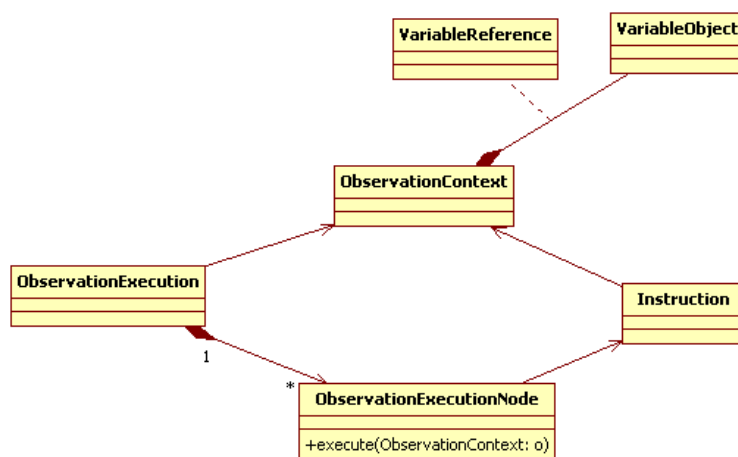 VariableReference
VariableObject
ObservationContext
ObservationExecution
Instruction
1
*
ObservationExecutionNode
+execute(ObservationContext: o)